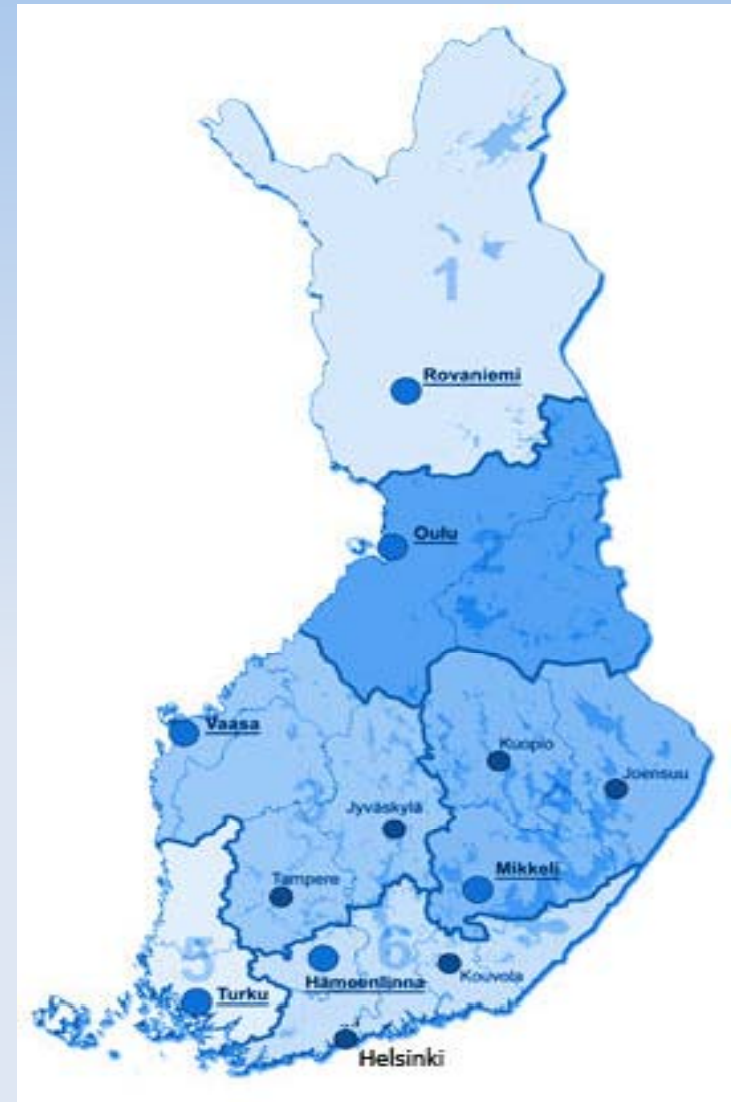 1
Rovaniemi
Oulu
2
Vaasa
Kuopio
Joensuu
3
4
Jyväskylä
Mikkeli
Tampere
6
5
Hämeenlinna
Kouvola
Turku
Helsinki